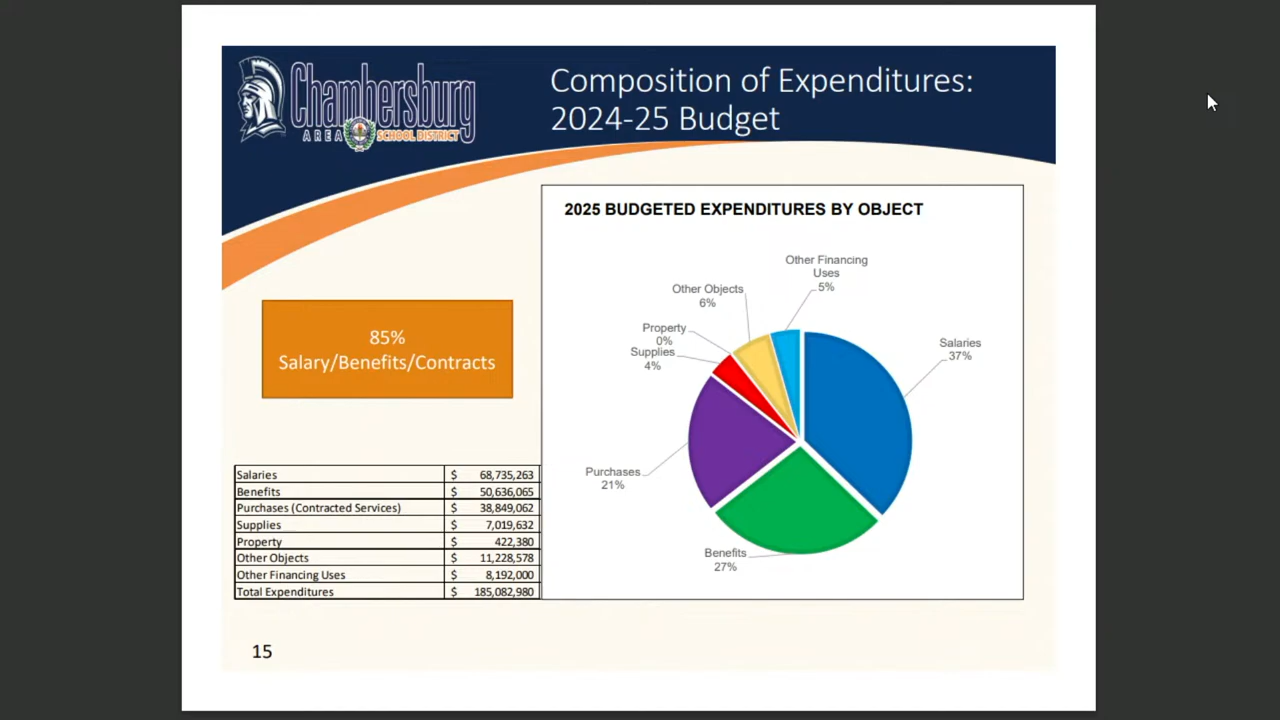 Chambersburg
AREA SCHOOL DISTRICT
Composition of Expenditures:
2024-25 Budget
85%
Salary/Benefits/Contracts
Salaries $ 68,735,263
Benefits $ 50,636,065
Purchases (Contracted Services) $ 38,849,062
Supplies $ 7,019,632
Property $ 422,380
Other Objects $ 11,228,578
Other Financing Uses $ 8,192,000
Total Expenditures $ 185,082,980
2025 BUDGETED EXPENDITURES BY OBJECT
Other Financing
Uses
5%
Other Objects
6%
Property
0%
Supplies
4%
Salaries
37%
Purchases
21%
Benefits
27%
15